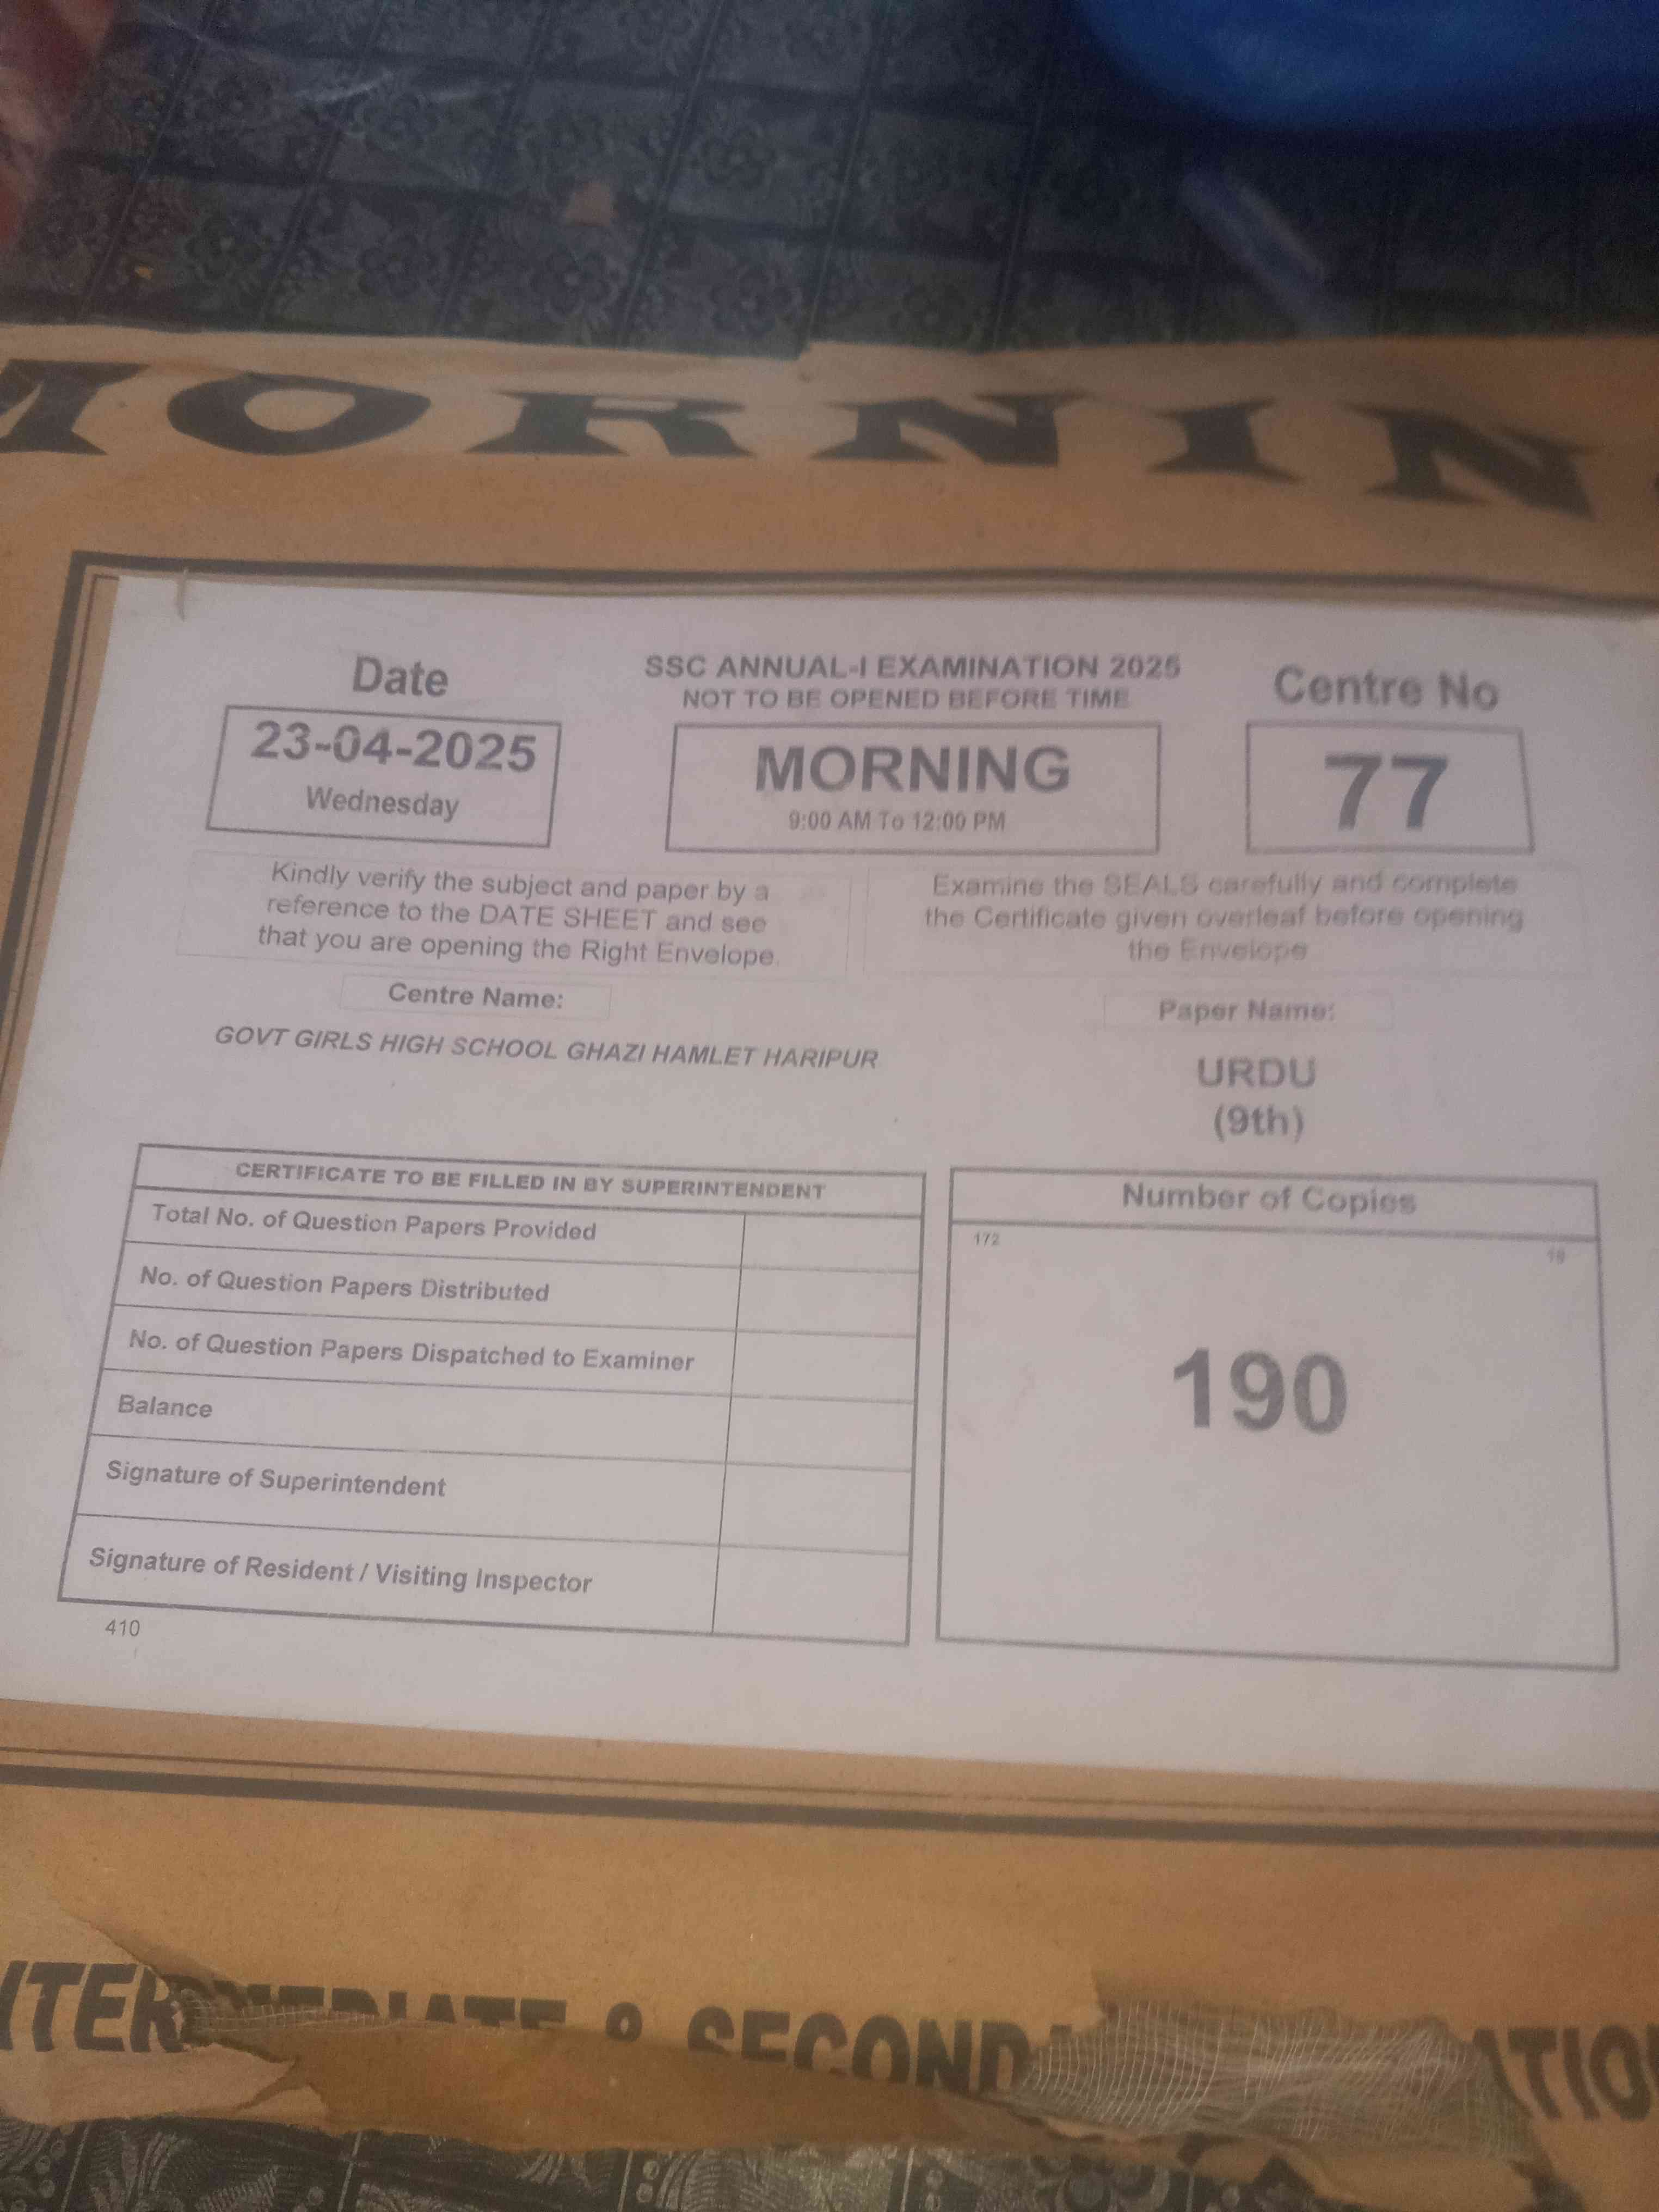 MORNIN
Date
23-04-2025
Wednesday
SSC ANNUAL-I EXAMINATION 2025
NOT TO BE OPENED BEFORE TIME
MORNING
9:00 AM To 12:00 PM
Centre No
77
Kindly verify the subject and paper by a
reference to the DATE SHEET and see
that you are opening the Right Envelope.
Examine the SEALS carefully and complete
the Certificate given overleaf before opening
the Envelope
Centre Name:
GOVT GIRLS HIGH SCHOOL GHAZI HAMLET HARIPUR
Paper Name:
URDU
(9th)
CERTIFICATE TO BE FILLED IN BY SUPERINTENDENT
Total No. of Question Papers Provided
No. of Question Papers Distributed
No. of Question Papers Dispatched to Examiner
Balance
Signature of Superintendent
Signature of Resident / Visiting Inspector
410
Number of Copies
172
18
190
NTERMEDIATE & SECONDA ATIO